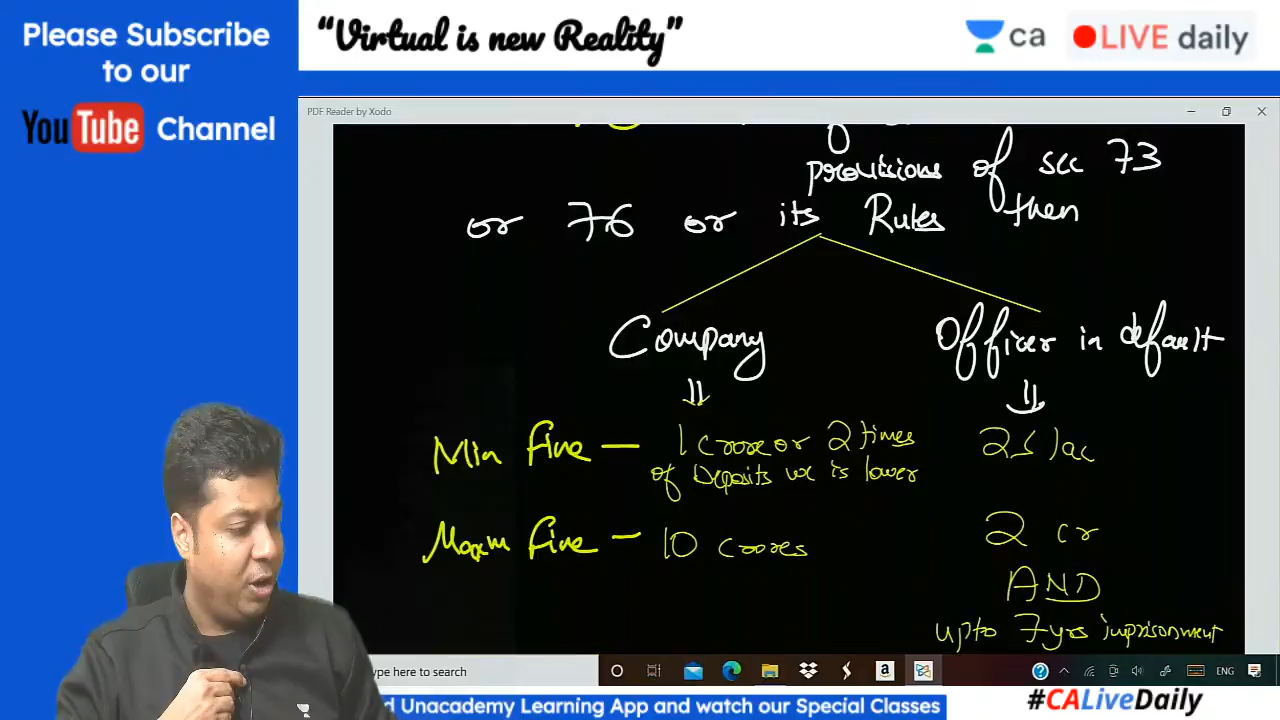 Please Subscribe
to our
YouTube Channel
“Virtual is new Reality”
ca
LIVE daily
PDF Reader by Xodo
provisions of sec 73
or 76 or its Rules then
Company
Officer in default
Min Fine — 1 crore or 2 times
of Deposits wc is lower
25 lac
Maxm Fine — 10 crores
2 cr
AND
upto 7 yrs imprisonment
ype here to search
ENG
d Unacademy Learning App and watch our Special Classes
#CALiveDaily